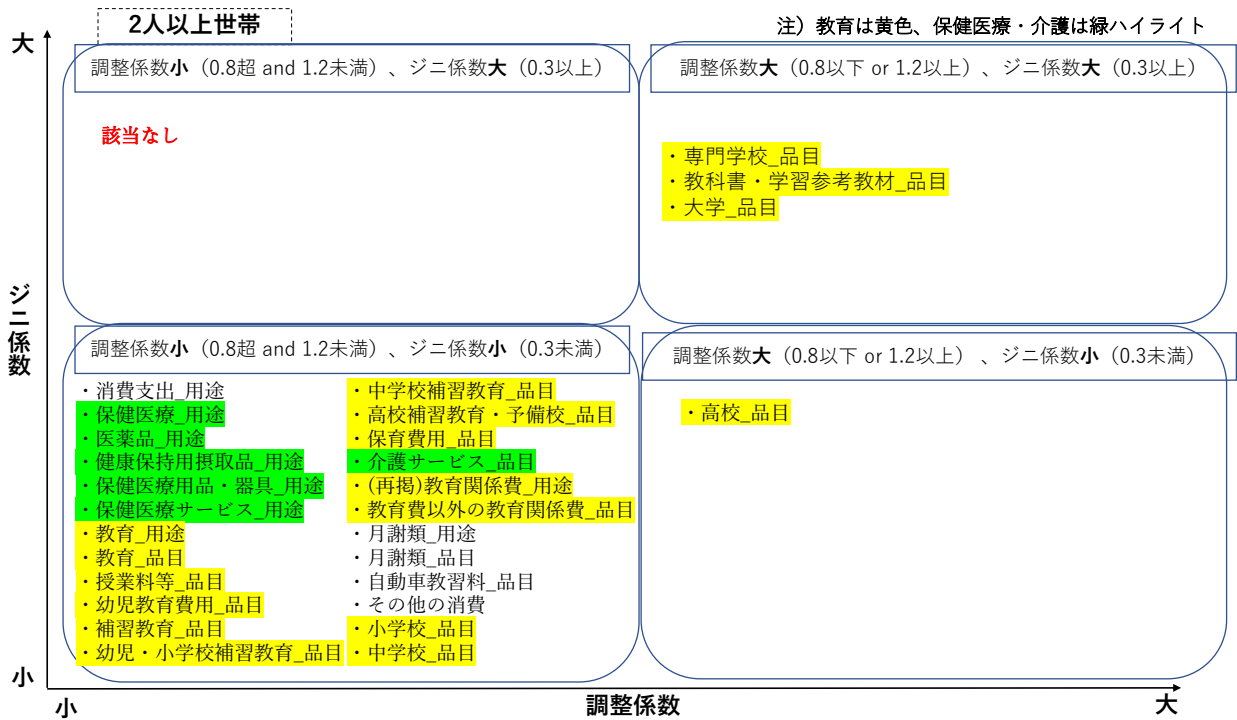 2人以上世帯
注）教育は黄色、保健医療・介護は緑ハイライト
大
調整係数小（0.8超 and 1.2未満）、ジニ係数大（0.3以上）
調整係数大（0.8以下 or 1.2以上）、ジニ係数大（0.3以上）
該当なし
・専門学校_品目
・教科書・学習参考教材_品目
・大学_品目
ジニ係数
調整係数小（0.8超 and 1.2未満）、ジニ係数小（0.3未満）
調整係数大（0.8以下 or 1.2以上）、ジニ係数小（0.3未満）
・消費支出_用途
・保健医療_用途
・医薬品_用途
・健康保持用摂取品_用途
・保健医療用品・器具_用途
・保健医療サービス_用途
・教育_用途
・教育_品目
・授業料等_品目
・幼児教育費用_品目
・補習教育_品目
・幼児・小学校補習教育_品目
・中学校補習教育_品目
・高校補習教育・予備校_品目
・保育費用_品目
・介護サービス_品目
・(再掲)教育関係費_用途
・教育費以外の教育関係費_品目
・月謝類_用途
・月謝類_品目
・自動車教習料_品目
・その他の消費
・小学校_品目
・中学校_品目
・高校_品目
小
小
調整係数
大